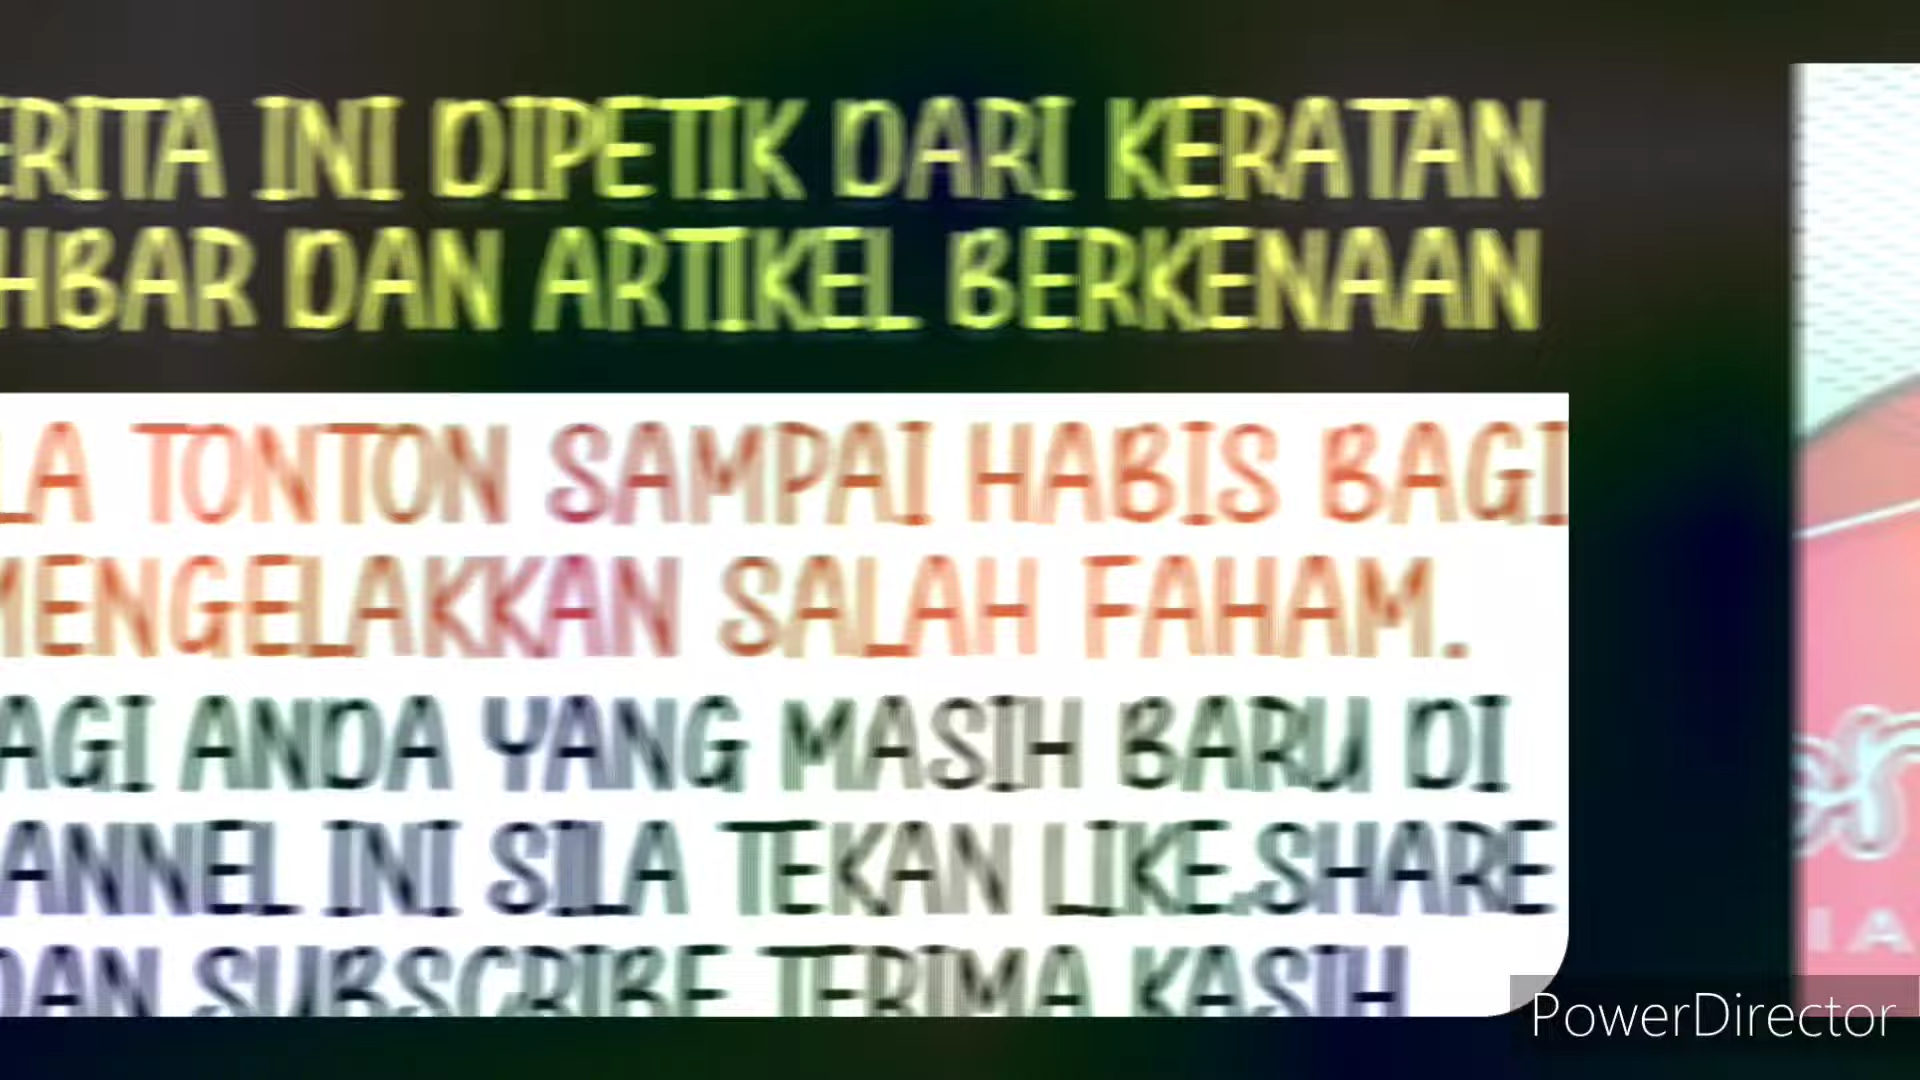 ERITA INI DIPETIK DARI KERATAN
HBAR DAN ARTIKEL BERKENAAN
LA TONTON SAMPAI HABIS BAGI
MENGELAKKAN SALAH FAHAM.
AGI ANDA YANG MASIH BARU DI
ANNEL INI SILA TEKAN LIKE.SHARE
DAN SUBSCRIBE TERIMA KASIH
IA
PowerDirector